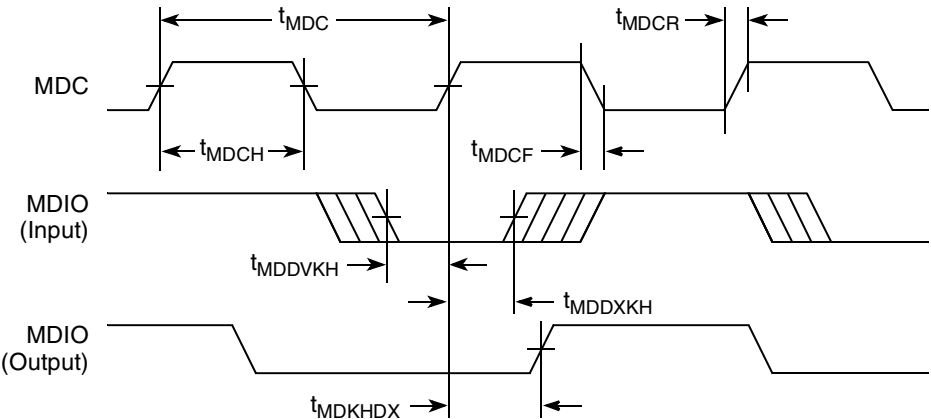 tMDC
tMDCR
MDC
tMDCH
tMDCF
MDIO
(Input)
tMDDVKH
tMDDXKH
MDIO
(Output)
tMDKHDX